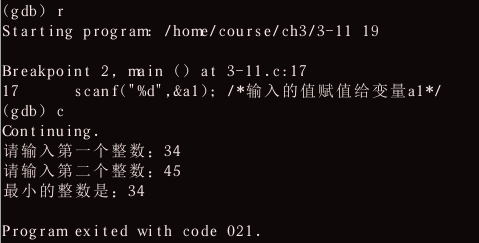 (gdb) r
Starting program: /home/course/ch3/3-11 19
Breakpoint 2, main () at 3-11.c:17
17 scanf("%d",&a1); /*输入的值赋值给变量a1*/
(gdb) c
Continuing.
请输入第一个整数：34
请输入第二个整数：45
最小的整数是：34
Program exited with code 021.